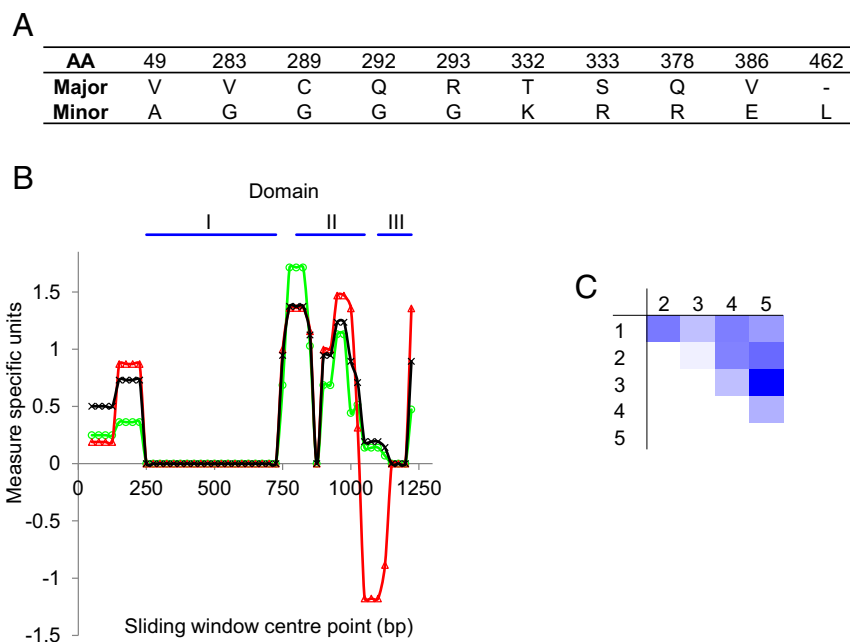 A
AA 49 283 289 292 293 332 333 378 386 462
Major V V C Q R T S Q V -
Minor A G G G G K R R E L
B
Domain
I II III
Measure specific units
1.5
1
0.5
0
-0.5
-1
-1.5
0 250 500 750 1000 1250
Sliding window centre point (bp)
C
2 3 4 5
1
2
3
4
5